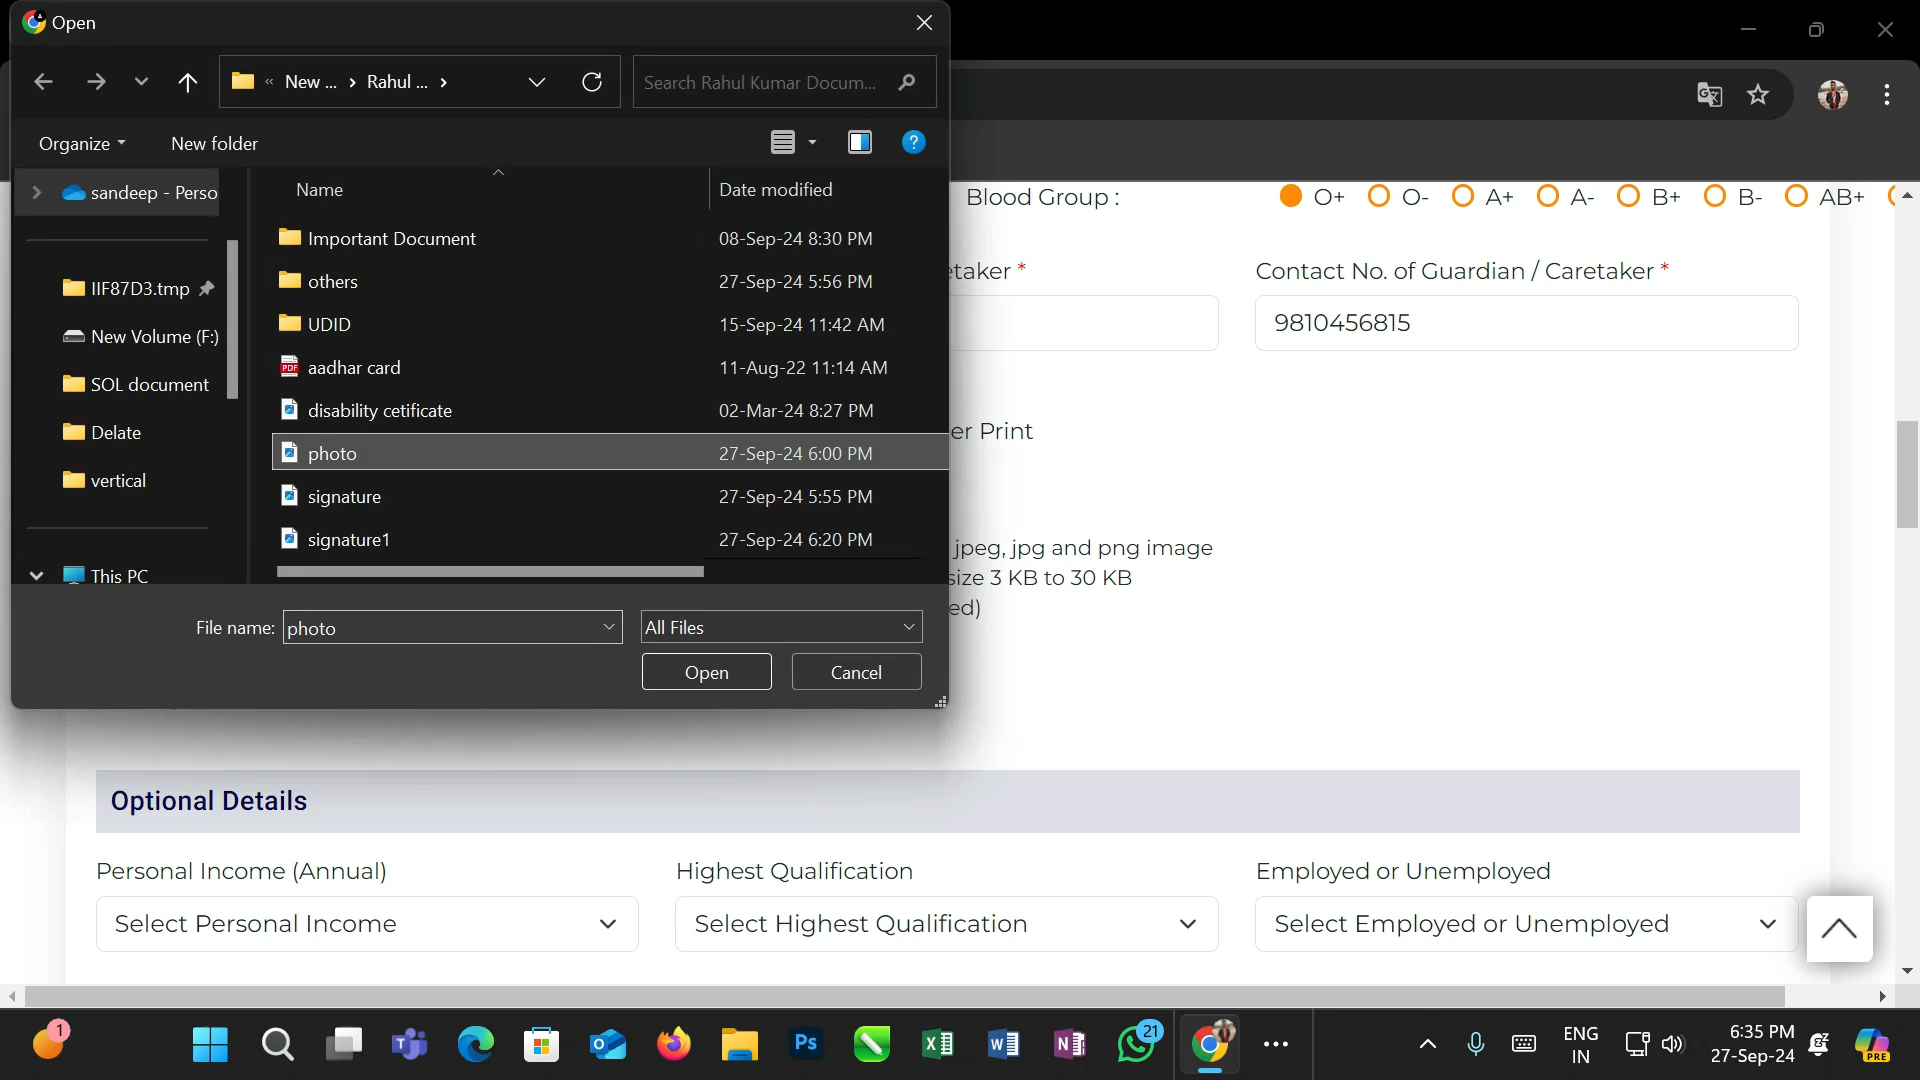 Open
« New ... › Rahul ... ›
Search Rahul Kumar Docum...
Organize
New folder
?
sandeep - Perso
IIF87D3.tmp
New Volume (F:)
SOL document
Delate
vertical
This PC
Name
Date modified
Important Document
08-Sep-24 8:30 PM
others
27-Sep-24 5:56 PM
UDID
15-Sep-24 11:42 AM
PDF
aadhar card
11-Aug-22 11:14 AM
disability cetificate
02-Mar-24 8:27 PM
photo
27-Sep-24 6:00 PM
signature
27-Sep-24 5:55 PM
signature1
27-Sep-24 6:20 PM
File name: photo
All Files
Open
Cancel
Blood Group :
O+ O- A+ A- B+ B- AB+
etaker *
Contact No. of Guardian / Caretaker *
9810456815
er Print
jpeg, jpg and png image
size 3 KB to 30 KB
ed)
Optional Details
Personal Income (Annual)
Select Personal Income
Highest Qualification
Select Highest Qualification
Employed or Unemployed
Select Employed or Unemployed
1
Ps
21
ENG
IN
6:35 PM
27-Sep-24
PRE